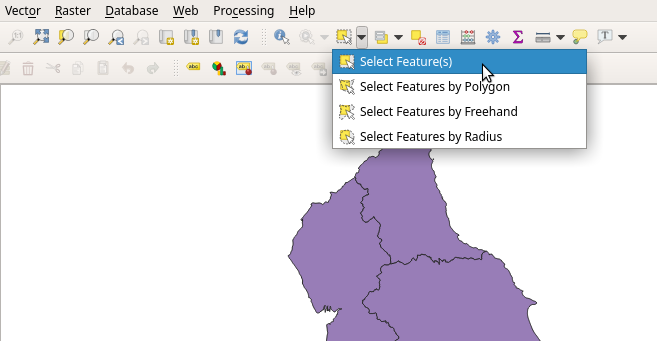 Vector Raster Database Web Processing Help
Select Feature(s)
Select Features by Polygon
Select Features by Freehand
Select Features by Radius